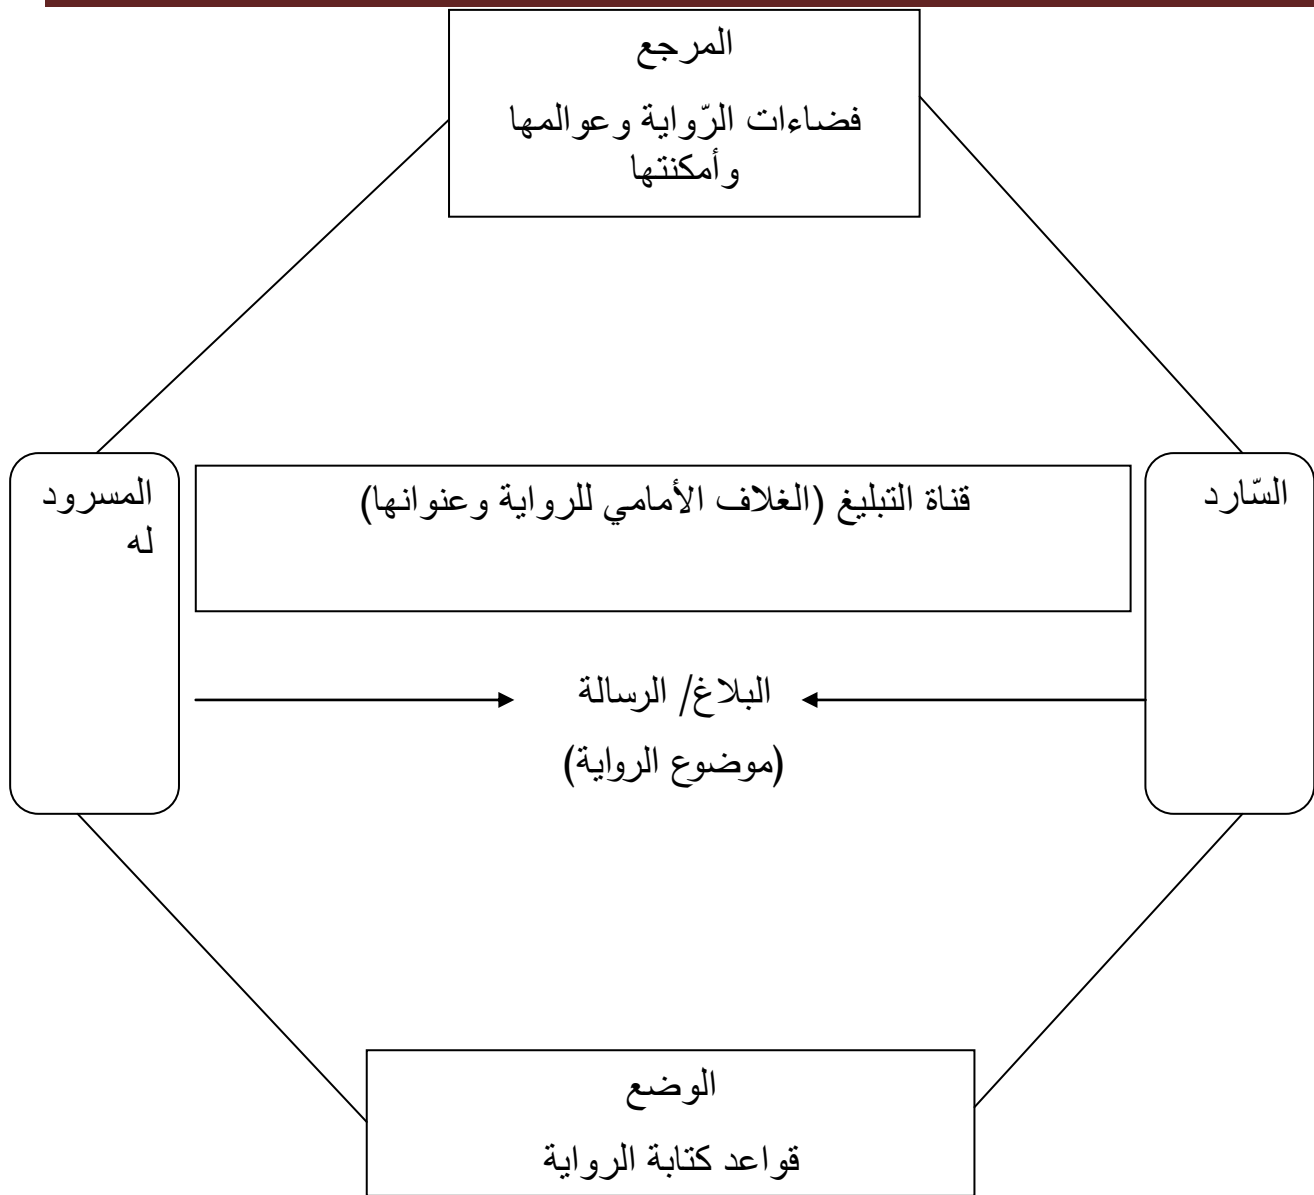 المرجع
فضاءات الرّواية وعوالمها
وأمكنتها
السّارد
قناة التبليغ (الغلاف الأمامي للرواية وعنوانها)
المسرود
له
البلاغ/ الرسالة
(موضوع الرواية)
الوضع
قواعد كتابة الرواية